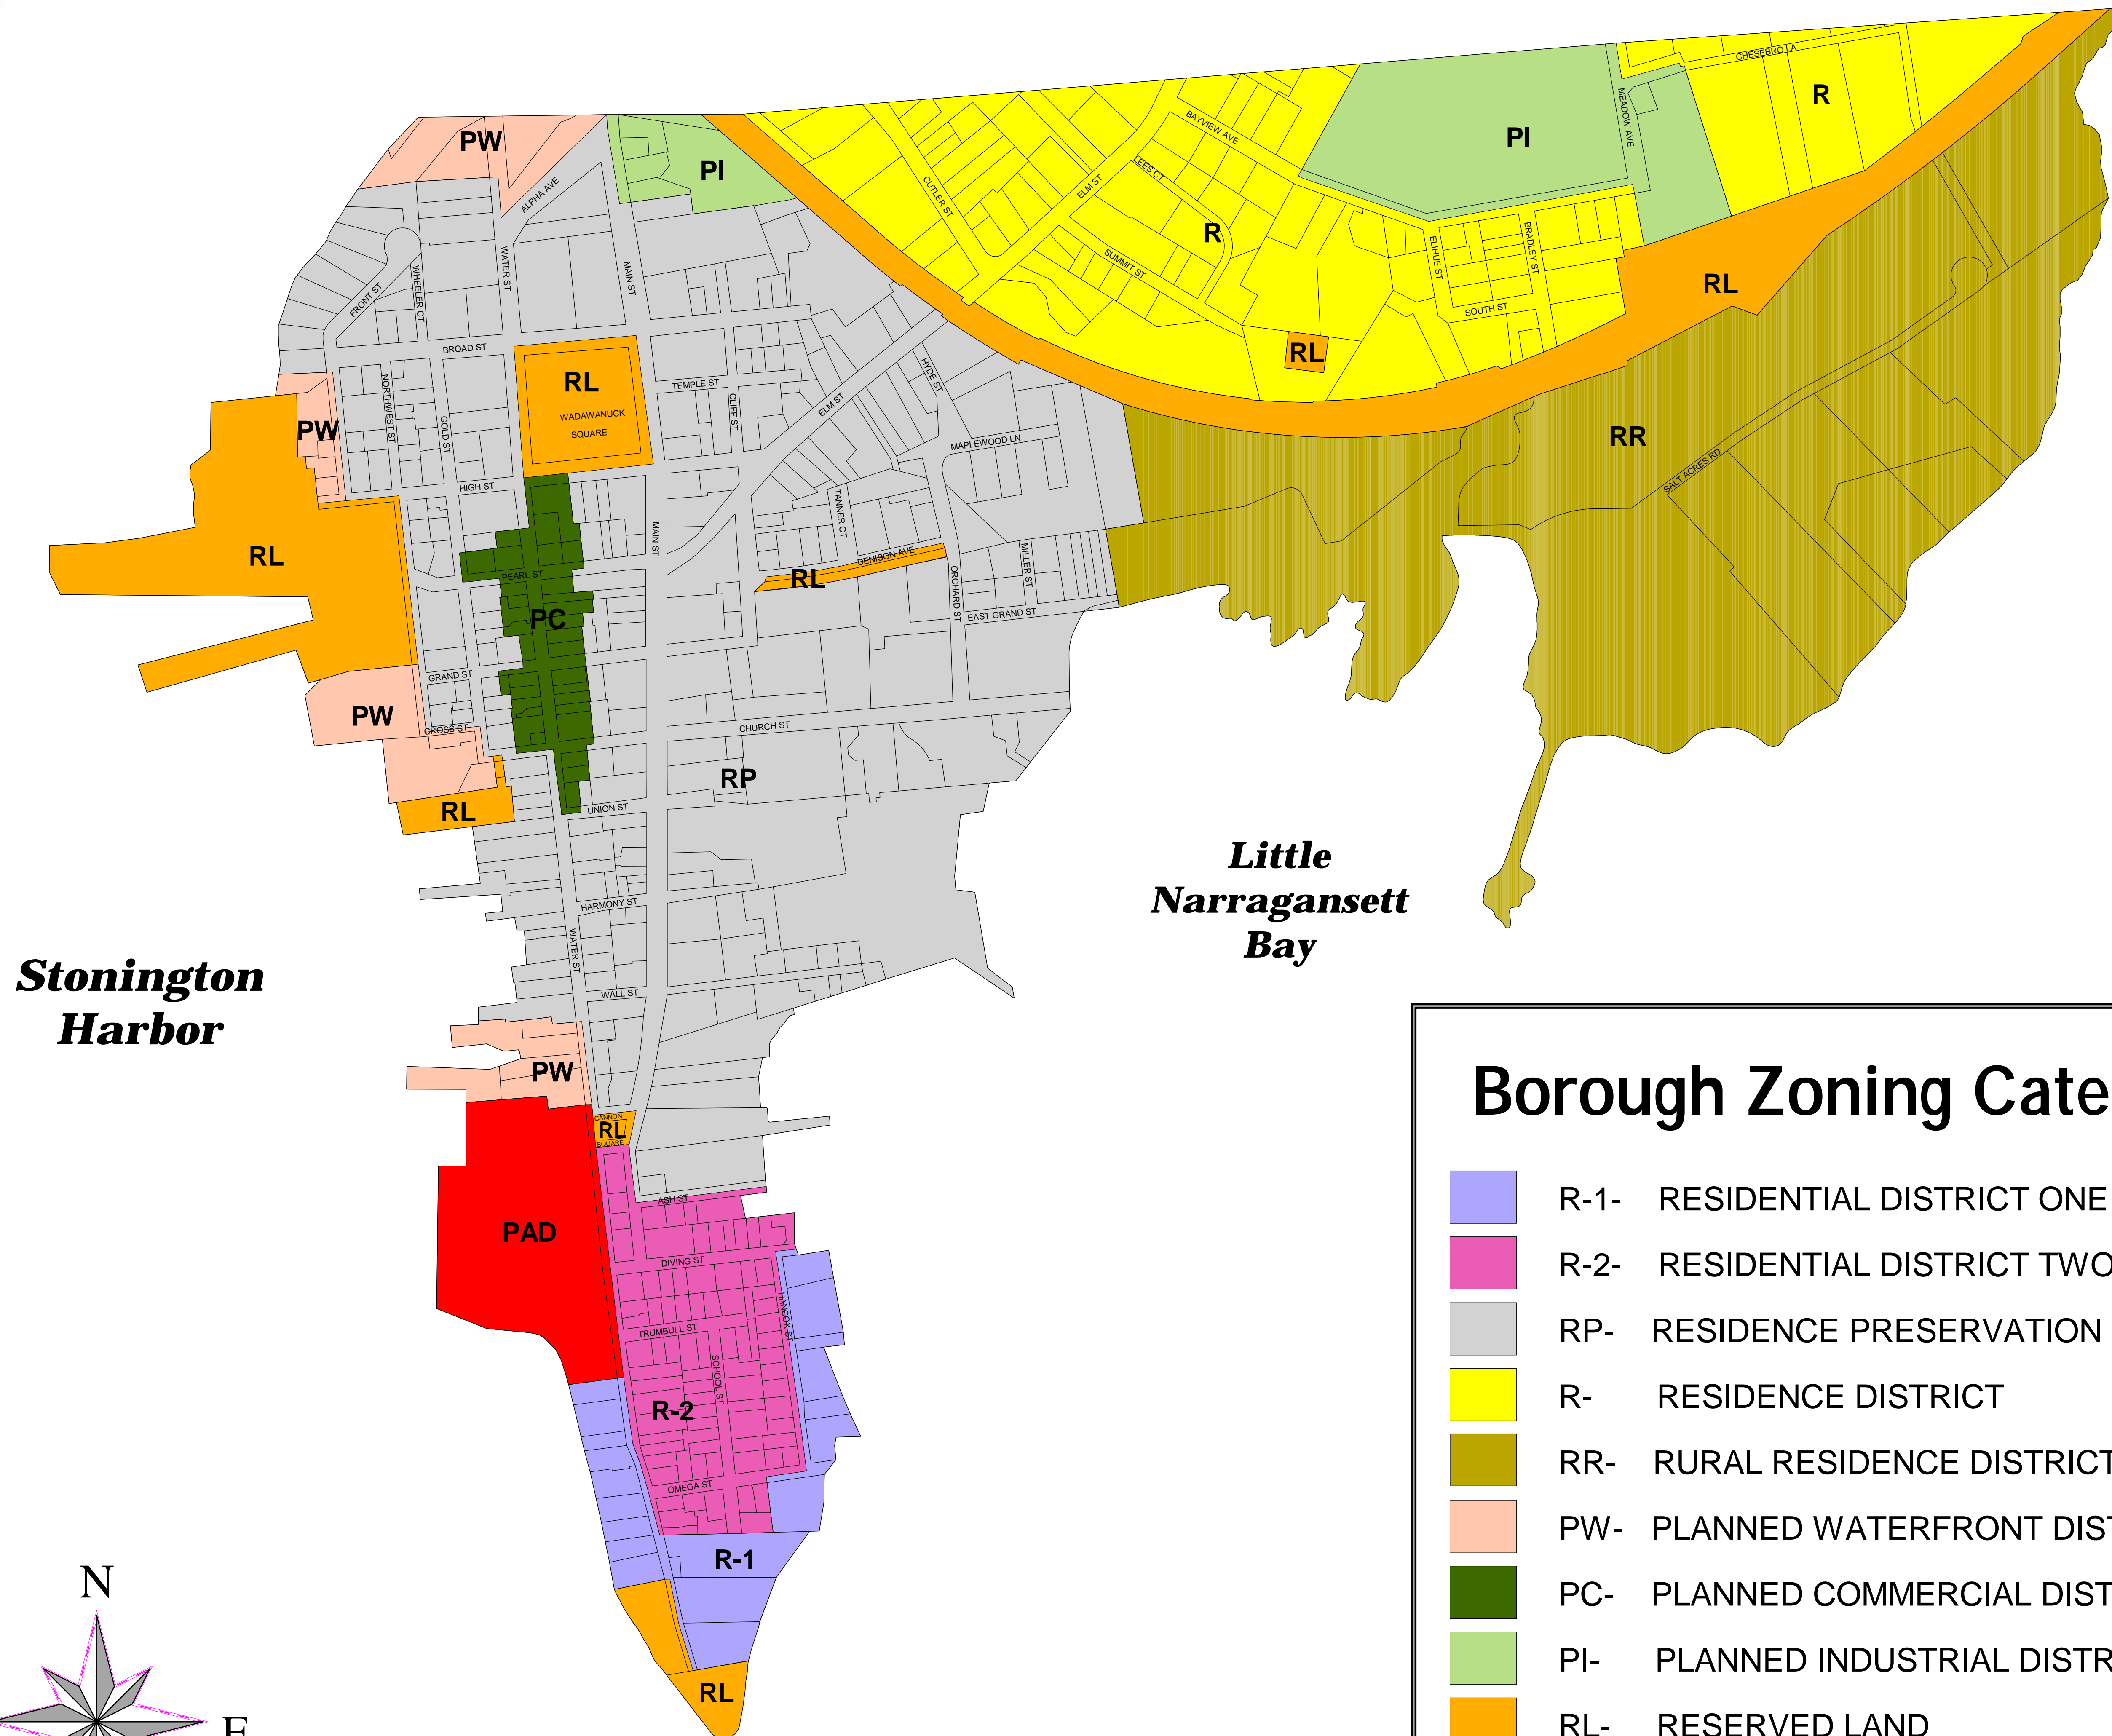 CHESEBRO LA
R
PW
PI
PI
MEADOW AVE
BAYVIEW AVE
LEES CT
CUTLER ST
ELM ST
ALPHA AVE
R
SUMMIT ST
ELIHUE ST
BRADLEY ST
SOUTH ST
RL
WATER ST
MAIN ST
WHEELER CT
FRONT ST
BROAD ST
RL
RL
WADAWANUCK
SQUARE
TEMPLE ST
CLIFF ST
ELM ST
HYDE ST
NORTHWEST ST
GOLD ST
PW
MAPLEWOOD LN
RR
SALT ACRES RD
HIGH ST
TANNER CT
MAIN ST
RL
DENISON AVE
RL
MILLER ST
ORCHARD ST
EAST GRAND ST
PEARL ST
PC
GRAND ST
PW
CROSS ST
CHURCH ST
RP
UNION ST
RL
Little
Narragansett
Bay
HARMONY ST
WATER ST
Stonington
Harbor
WALL ST
PW
CANNON
RL
SQUARE
ASH ST
PAD
DIVING ST
HANCOX ST
TRUMBULL ST
SCHOOL ST
R-2
OMEGA ST
R-1
RL
N
E
Borough Zoning Cate
R-1- RESIDENTIAL DISTRICT ONE
R-2- RESIDENTIAL DISTRICT TWO
RP- RESIDENCE PRESERVATION
R- RESIDENCE DISTRICT
RR- RURAL RESIDENCE DISTRICT
PW- PLANNED WATERFRONT DIST
PC- PLANNED COMMERCIAL DIST
PI- PLANNED INDUSTRIAL DISTR
RL- RESERVED LAND